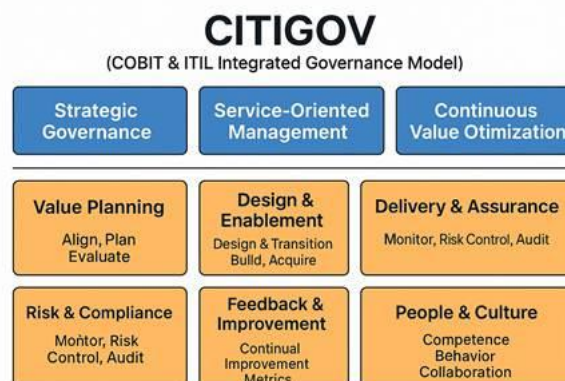 CITIGOV
(COBIT & ITIL Integrated Governance Model)
Strategic
Governance
Service-Oriented
Management
Continuous
Value Otimization
Value Planning
Align, Plan
Evaluate
Design &
Enablement
Design & Transition
Build, Acquire
Delivery & Assurance
Monitor, Risk Control, Audit
Risk & Compliance
Monitor, Risk
Control, Audit
Feedback &
Improvement
Continual
Improvement
Metrics
People & Culture
Competence
Behavior
Collaboration